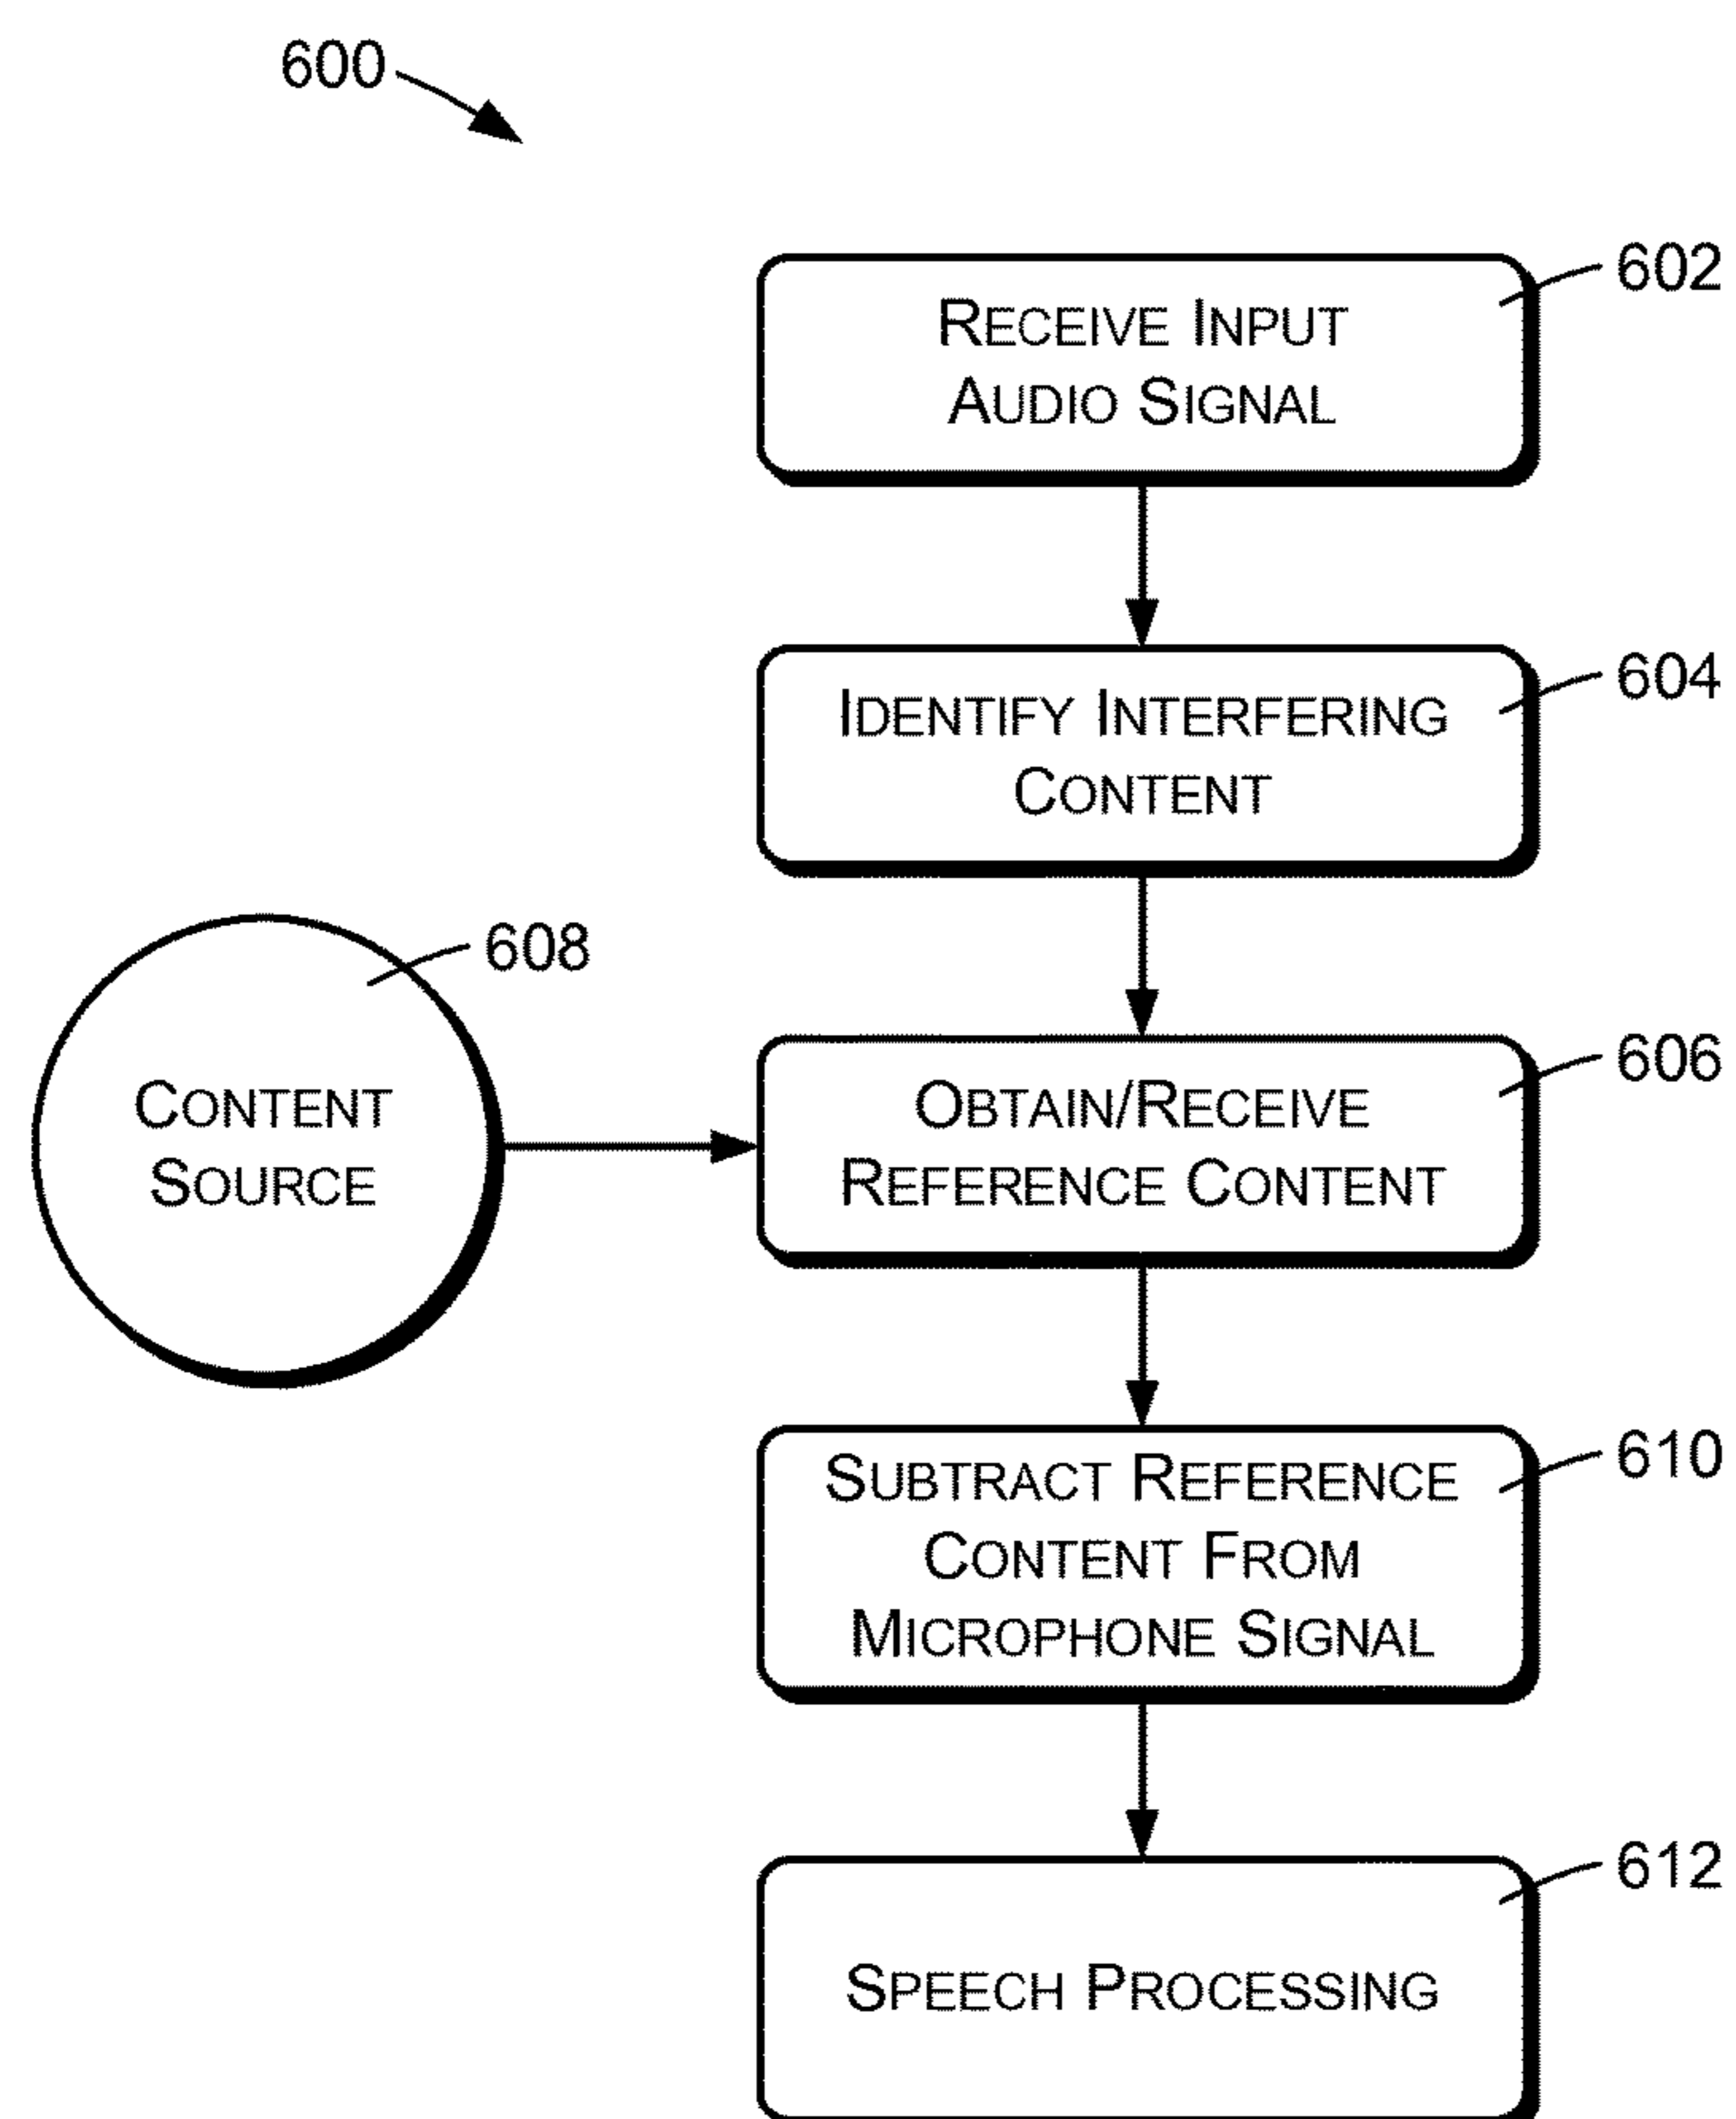 600
RECEIVE INPUT
AUDIO SIGNAL
602
IDENTIFY INTERFERING
CONTENT
604
608
CONTENT
SOURCE
OBTAIN/RECEIVE
REFERENCE CONTENT
606
SUBTRACT REFERENCE
CONTENT FROM
MICROPHONE SIGNAL
610
SPEECH PROCESSING
612